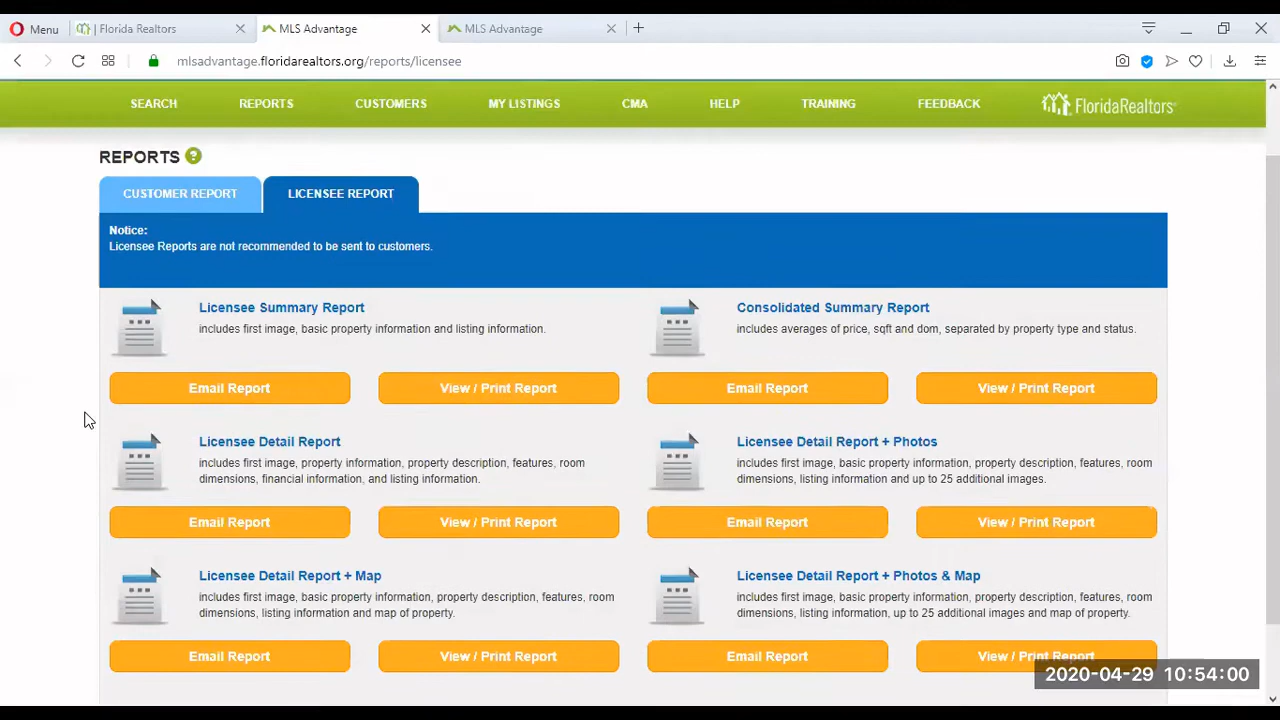 Menu
| Florida Realtors
MLS Advantage
MLS Advantage
mlsadvantage.floridarealtors.org/reports/licensee
SEARCH
REPORTS
CUSTOMERS
MY LISTINGS
CMA
HELP
TRAINING
FEEDBACK
FloridaRealtors
REPORTS ?
CUSTOMER REPORT
LICENSEE REPORT
Notice:
Licensee Reports are not recommended to be sent to customers.
Licensee Summary Report
includes first image, basic property information and listing information.
Email Report
View / Print Report
Consolidated Summary Report
includes averages of price, sqft and dom, separated by property type and status.
Email Report
View / Print Report
Licensee Detail Report
includes first image, property information, property description, features, room
dimensions, financial information, and listing information.
Email Report
View / Print Report
Licensee Detail Report + Photos
includes first image, basic property information, property description, features, room
dimensions, listing information and up to 25 additional images.
Email Report
View / Print Report
Licensee Detail Report + Map
includes first image, basic property information, property description, features, room
dimensions, listing information and map of property.
Email Report
View / Print Report
Licensee Detail Report + Photos & Map
includes first image, basic property information, property description, features, room
dimensions, listing information, up to 25 additional images and map of property.
Email Report
View / Print Report
2020-04-29 10:54:00